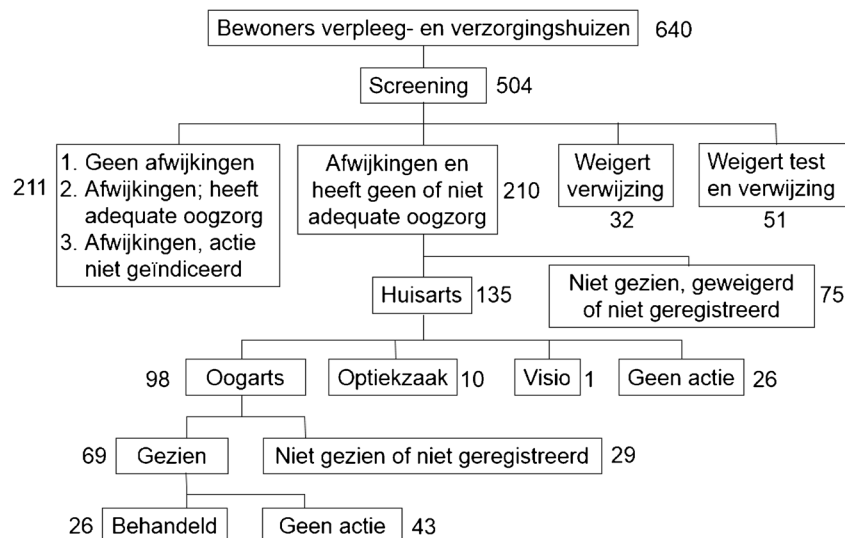 Bewoners verpleeg- en verzorgingshuizen 640
Screening 504
211
1. Geen afwijkingen
2. Afwijkingen; heeft
adequate oogzorg
3. Afwijkingen, actie
niet geïndiceerd
Afwijkingen en
heeft geen of niet
adequate oogzorg
210
Weigert
verwijzing
32
Weigert test
en verwijzing
51
Huisarts 135
Niet gezien, geweigerd
of niet geregistreerd
75
98 Oogarts
Optiekzaak 10
Visio 1
Geen actie 26
69 Gezien
Niet gezien of niet geregistreerd 29
26 Behandeld
Geen actie 43